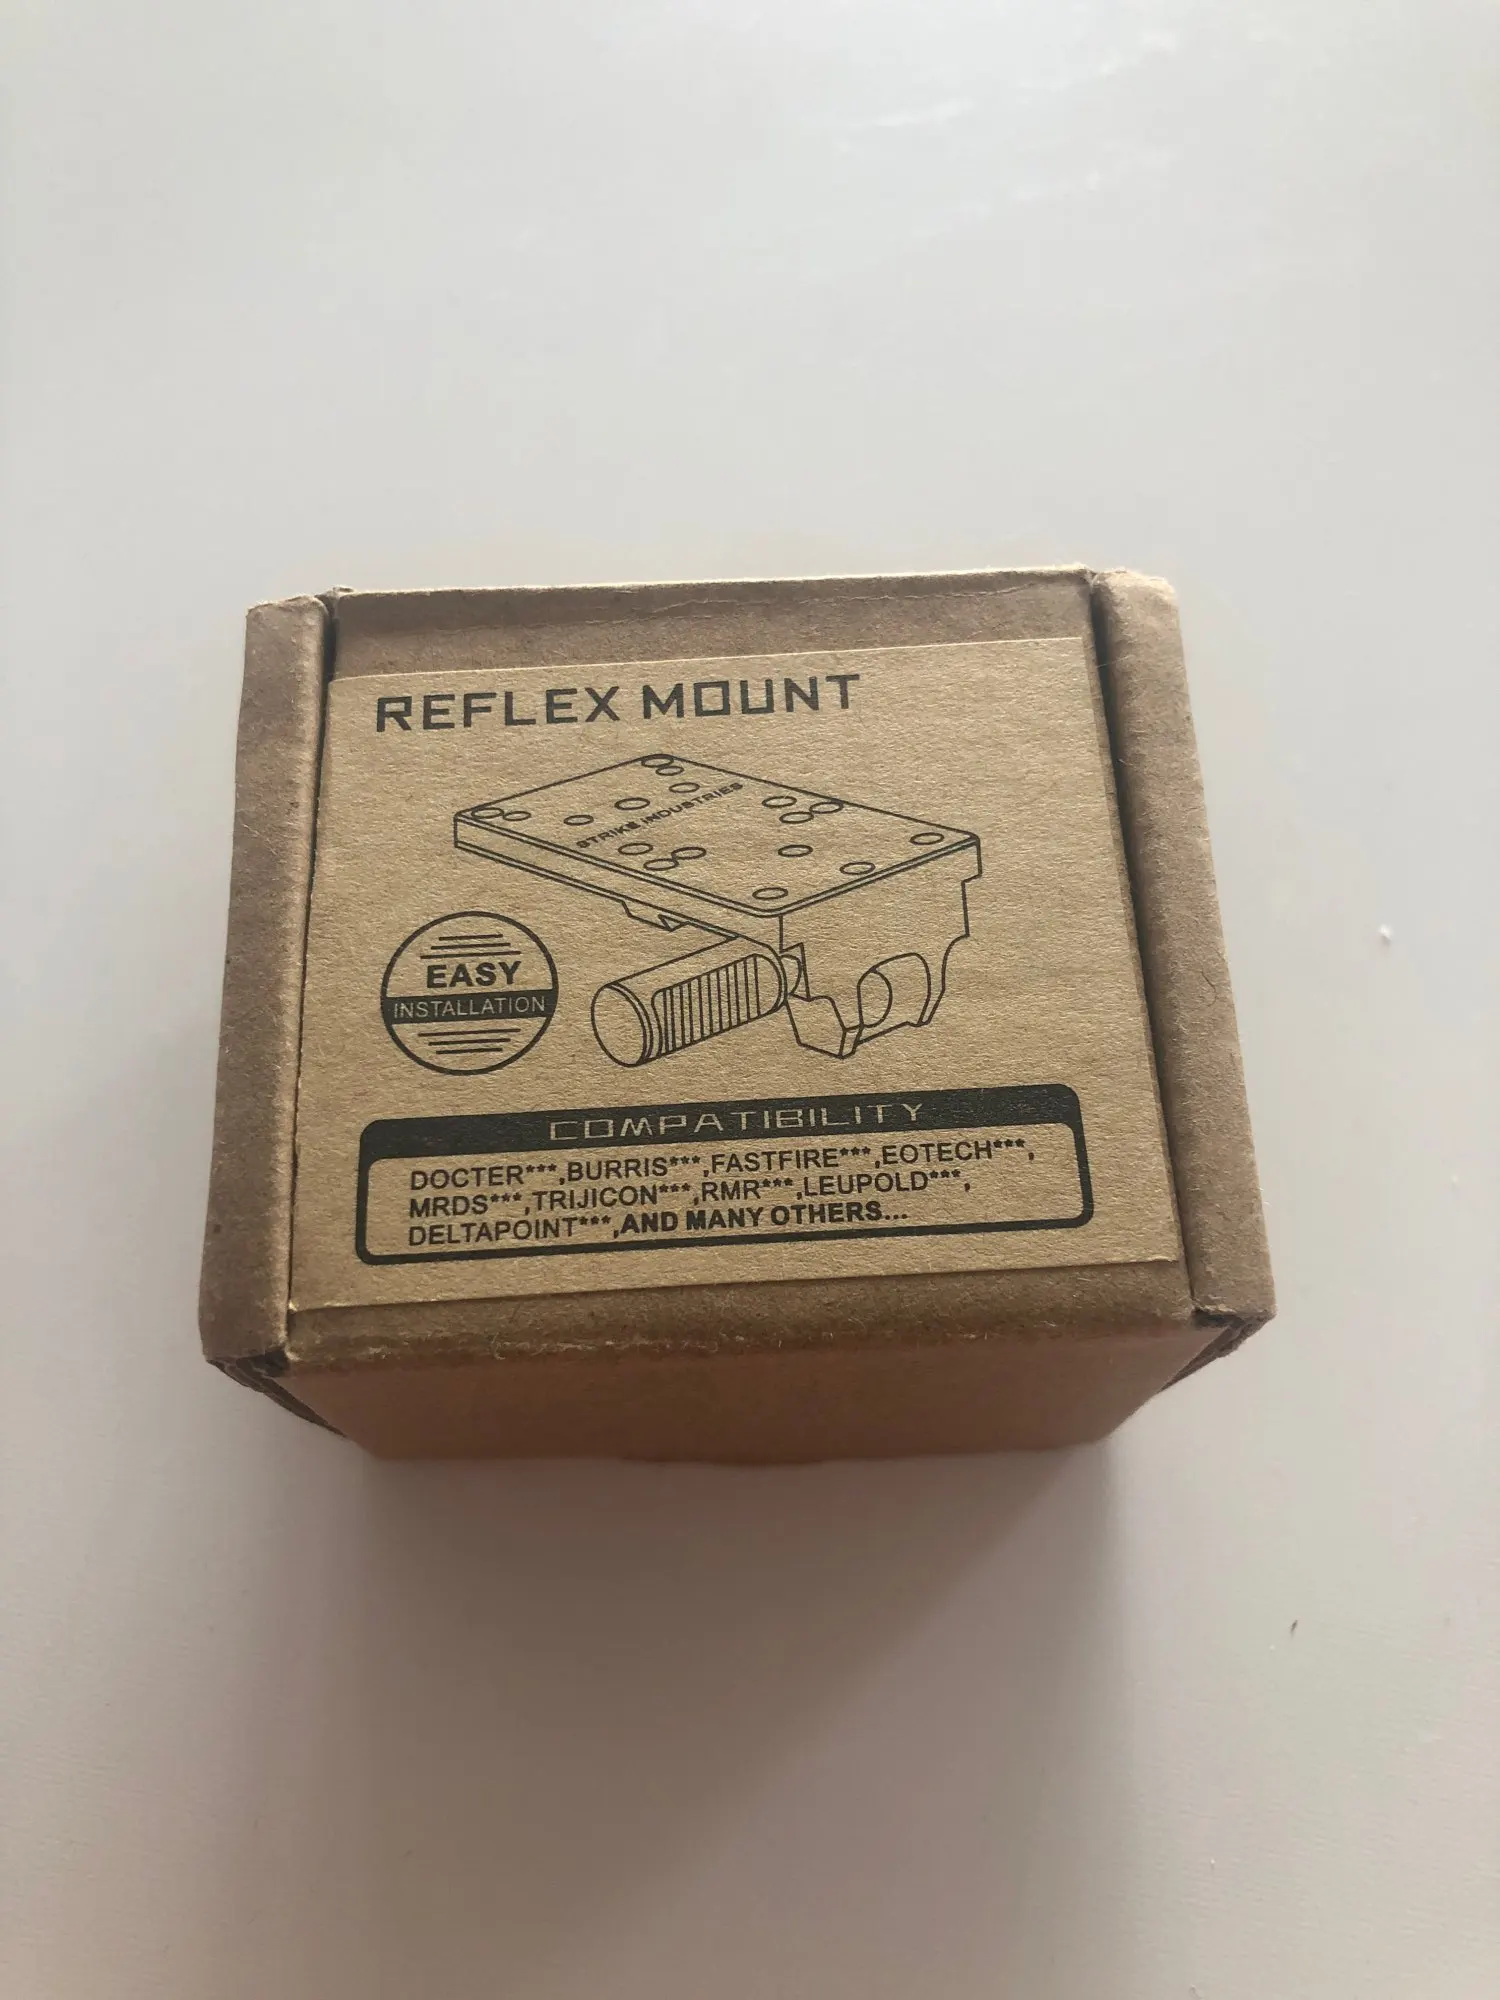 REFLEX MOUNT
STRIKE INDUSTRIES
EASY
INSTALLATION
COMPATIBILITY
DOCTER***,BURRIS***,FASTFIRE***,EOTECH***,
MRDS***,TRIJICON***,RMR***,LEUPOLD***,
DELTAPOINT***,AND MANY OTHERS...